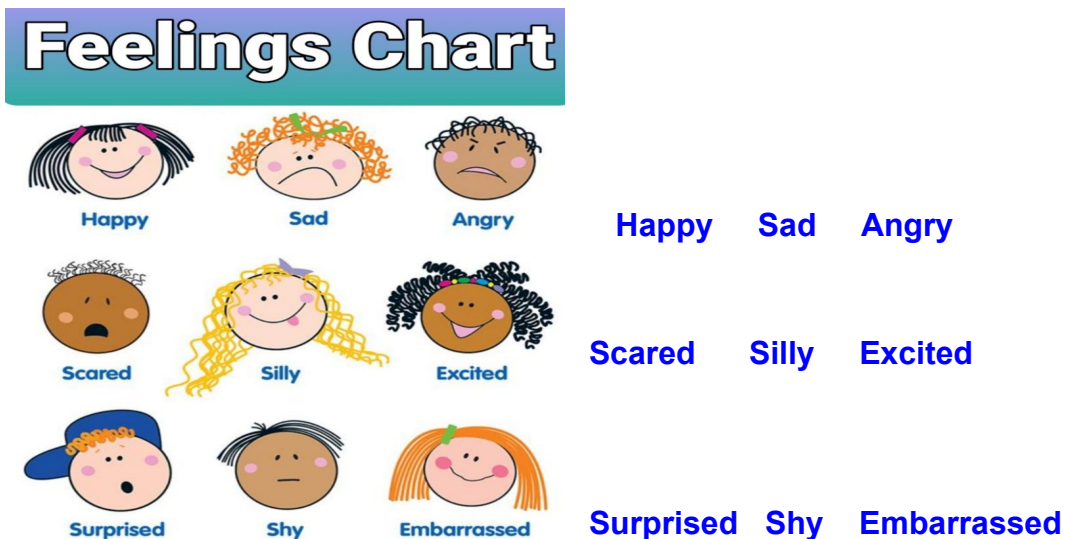 Feelings Chart
Happy Sad Angry
Happy Sad Angry
Scared Silly Excited
Scared Silly Excited
Surprised Shy Embarrassed
Surprised Shy Embarrassed